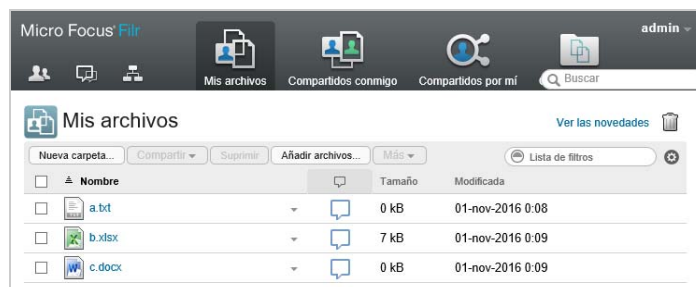 Micro Focus Filr
admin
Mis archivos
Compartidos conmigo
Compartidos por mí
Buscar
Mis archivos
Ver las novedades
Nueva carpeta... Compartir Suprimir Añadir archivos... Más Lista de filtros
Nombre Tamaño Modificada
a.txt 0 kB 01-nov-2016 0:08
b.xlsx 7 kB 01-nov-2016 0:09
c.docx 0 kB 01-nov-2016 0:09